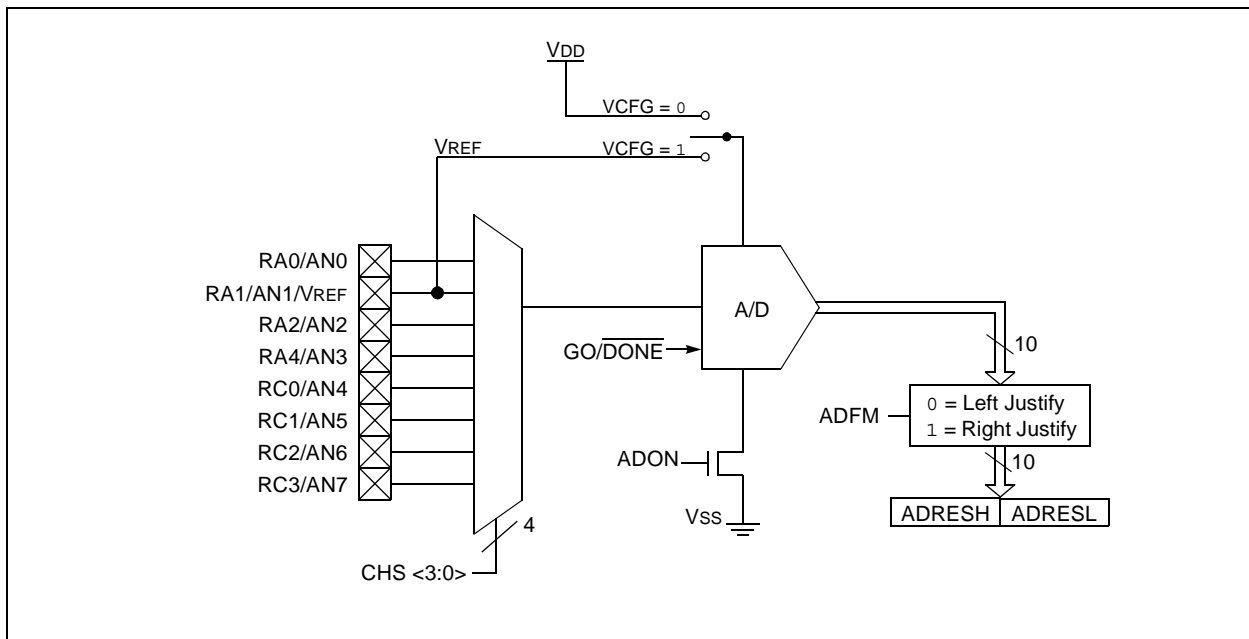 VDD
VCFG = 0
VREF
VCFG = 1
RA0/AN0
RA1/AN1/VREF
RA2/AN2
RA4/AN3
RC0/AN4
RC1/AN5
RC2/AN6
RC3/AN7
A/D
GO/DONE
10
ADFM
0 = Left Justify
1 = Right Justify
ADON
10
VSS
ADRESH ADRESL
4
CHS <3:0>